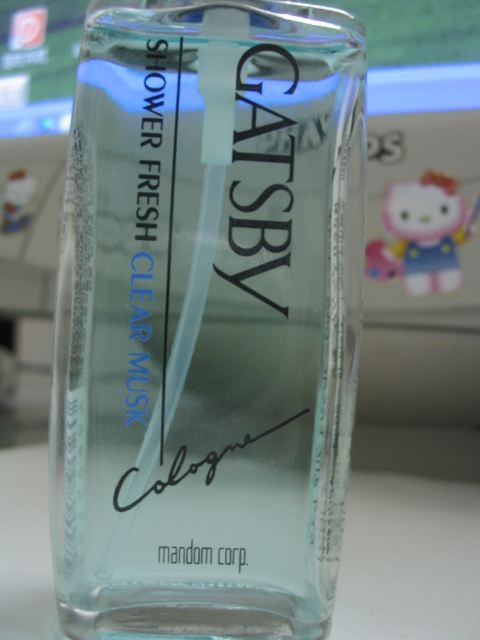 GATSBY
SHOWER FRESH CLEAR MUSK
Cologne
mandom corp.